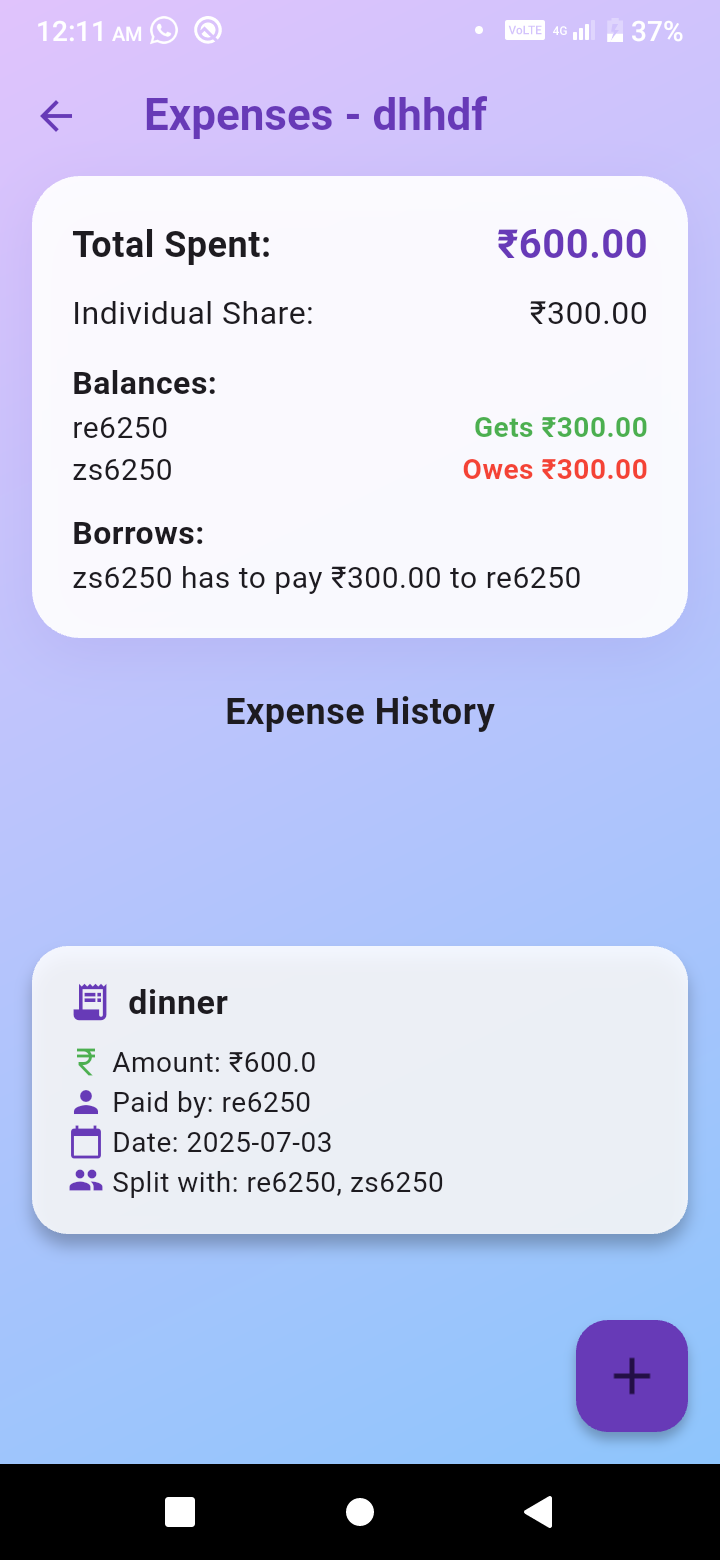 12:11 AM VoLTE 4G 37%
Expenses - dhhdf
Total Spent: ₹600.00
Individual Share: ₹300.00
Balances:
re6250 Gets ₹300.00
zs6250 Owes ₹300.00
Borrows:
zs6250 has to pay ₹300.00 to re6250
Expense History
dinner
₹ Amount: ₹600.0
Paid by: re6250
Date: 2025-07-03
Split with: re6250, zs6250